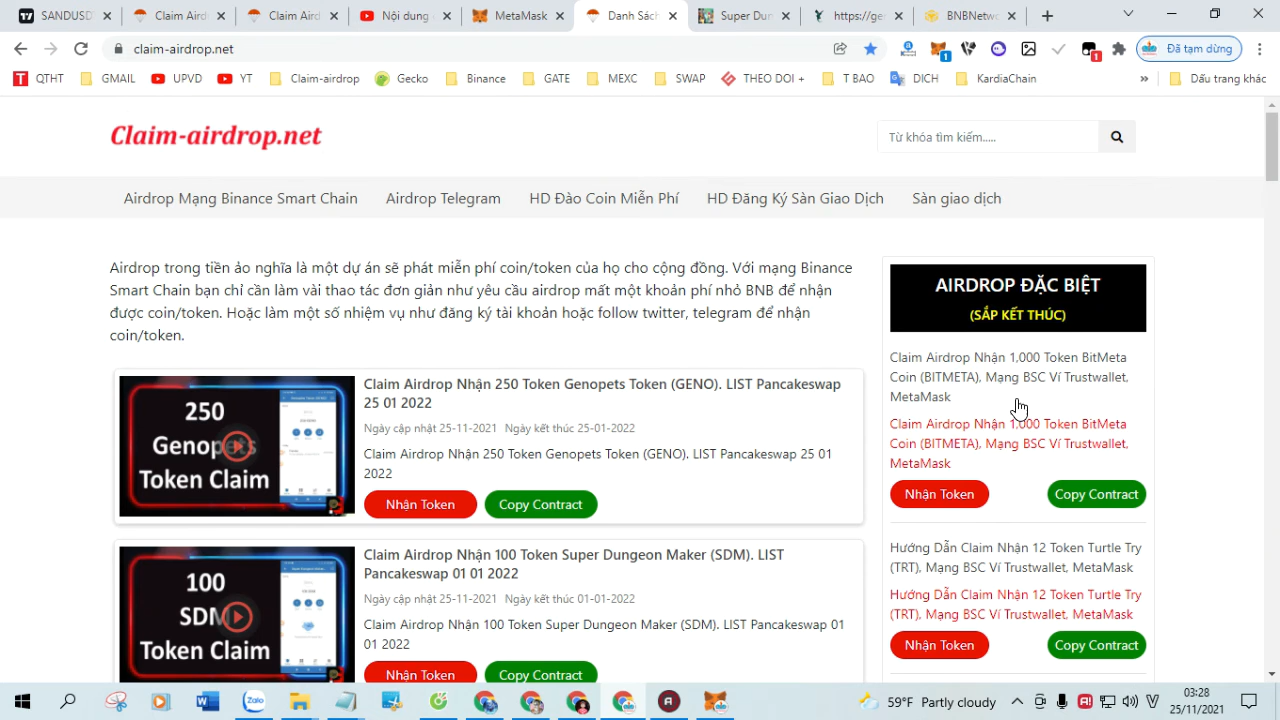 SANDUSD
Claim Air
Claim Air
Nội dung
MetaMask
Danh Sácl
Super Dun
https://ge
BNBNetwo
claim-airdrop.net
1
1
Đã tạm dừng
QTHT
GMAIL
UPVD
YT
Claim-airdrop
Gecko
Binance
GATE
MEXC
SWAP
THEO DOI +
T BAO
DICH
KardiaChain
»
Dấu trang khác
Claim-airdrop.net
Từ khóa tìm kiếm.....
Airdrop Mạng Binance Smart Chain
Airdrop Telegram
HD Đào Coin Miễn Phí
HD Đăng Ký Sàn Giao Dịch
Sàn giao dịch
Airdrop trong tiền ảo nghĩa là một dự án sẽ phát miễn phí coin/token của họ cho cộng đồng. Với mạng Binance
Smart Chain bạn chỉ cần làm vài thao tác đơn giản như yêu cầu airdrop mất một khoản phí nhỏ BNB để nhận
được coin/token. Hoặc làm một số nhiệm vụ như đăng ký tài khoản hoặc follow twitter, telegram để nhận
coin/token.
250
Genopets
Token Claim
Claim Airdrop Nhận 250 Token Genopets Token (GENO). LIST Pancakeswap
25 01 2022
Ngày cập nhật 25-11-2021 Ngày kết thúc 25-01-2022
Claim Airdrop Nhận 250 Token Genopets Token (GENO). LIST Pancakeswap 25 01
2022
Nhận Token
Copy Contract
100
SDM
Token Claim
Claim Airdrop Nhận 100 Token Super Dungeon Maker (SDM). LIST
Pancakeswap 01 01 2022
Ngày cập nhật 25-11-2021 Ngày kết thúc 01-01-2022
Claim Airdrop Nhận 100 Token Super Dungeon Maker (SDM). LIST Pancakeswap 01
01 2022
Nhận Token
Copy Contract
AIRDROP ĐẶC BIỆT
(SẮP KẾT THÚC)
Claim Airdrop Nhận 1,000 Token BitMeta
Coin (BITMETA), Mạng BSC Ví Trustwallet,
MetaMask
Claim Airdrop Nhận 1,000 Token BitMeta
Coin (BITMETA), Mạng BSC Ví Trustwallet,
MetaMask
Nhận Token
Copy Contract
Hướng Dẫn Claim Nhận 12 Token Turtle Try
(TRT), Mạng BSC Ví Trustwallet, MetaMask
Hướng Dẫn Claim Nhận 12 Token Turtle Try
(TRT), Mạng BSC Ví Trustwallet, MetaMask
Nhận Token
Copy Contract
Zalo
59°F Partly cloudy
03:28
25/11/2021